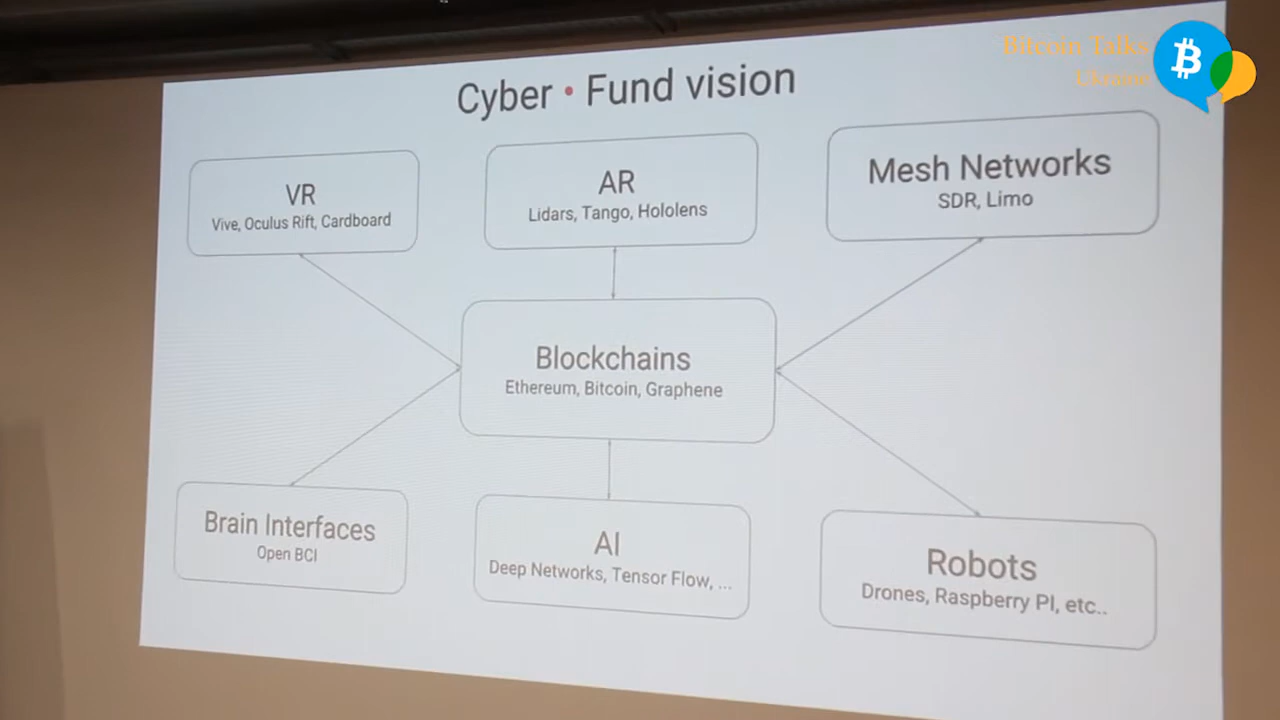 Bitcoin Talks
Ukraine
Cyber • Fund vision
VR
Vive, Oculus Rift, Cardboard
AR
Lidars, Tango, Hololens
Mesh Networks
SDR, Limo
Blockchains
Ethereum, Bitcoin, Graphene
Brain Interfaces
Open BCI
AI
Deep Networks, Tensor Flow, ...
Robots
Drones, Raspberry PI, etc..